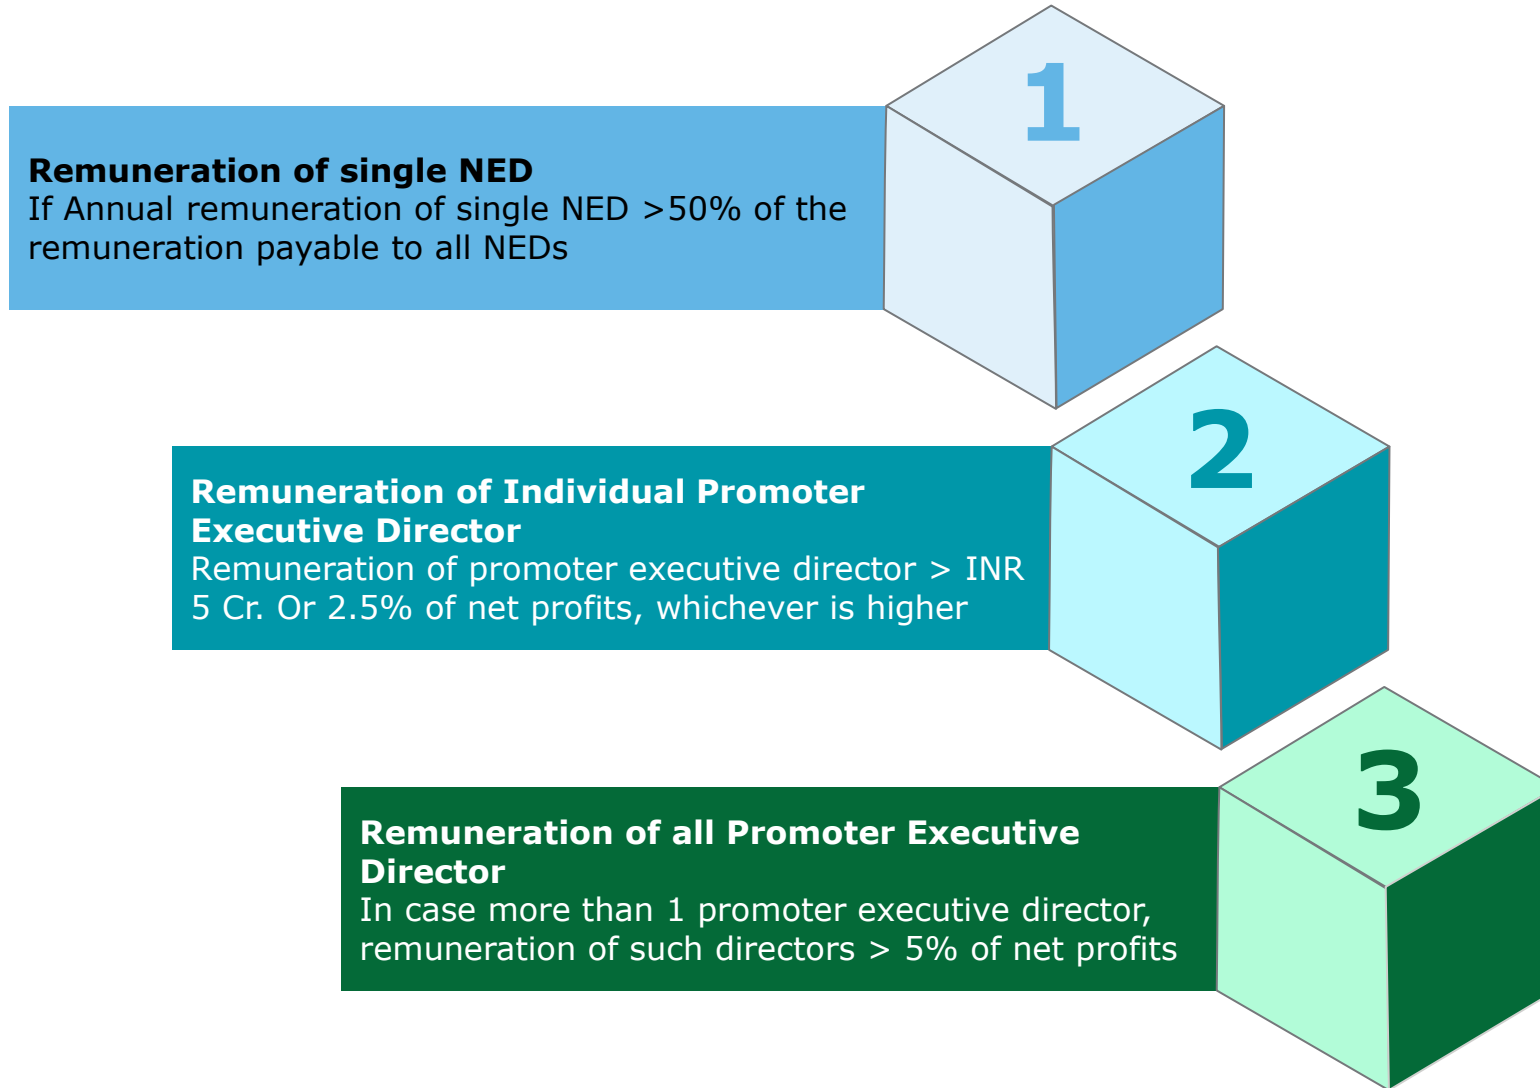 1
Remuneration of single NED
If Annual remuneration of single NED >50% of the
remuneration payable to all NEDs
2
Remuneration of Individual Promoter
Executive Director
Remuneration of promoter executive director > INR
5 Cr. Or 2.5% of net profits, whichever is higher
3
Remuneration of all Promoter Executive
Director
In case more than 1 promoter executive director,
remuneration of such directors > 5% of net profits